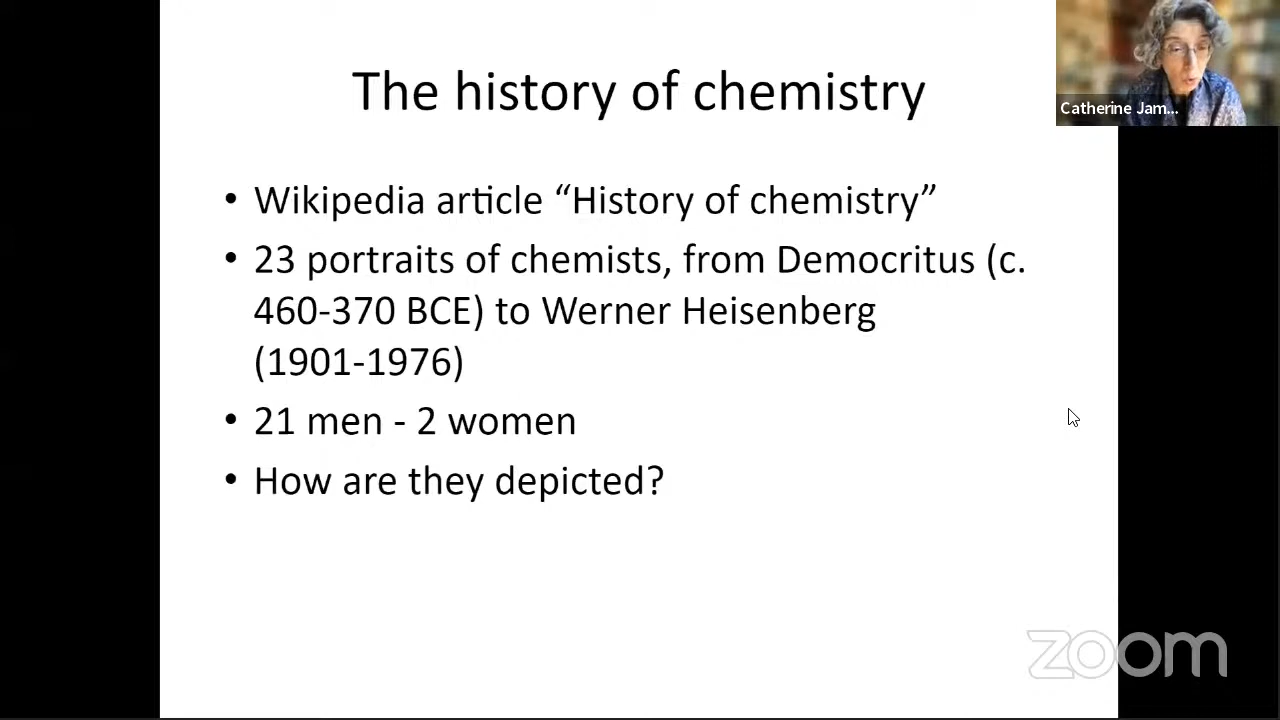 The history of chemistry
Catherine Jam...
• Wikipedia article “History of chemistry”
• 23 portraits of chemists, from Democritus (c.
460-370 BCE) to Werner Heisenberg
(1901-1976)
• 21 men - 2 women
• How are they depicted?
zoom